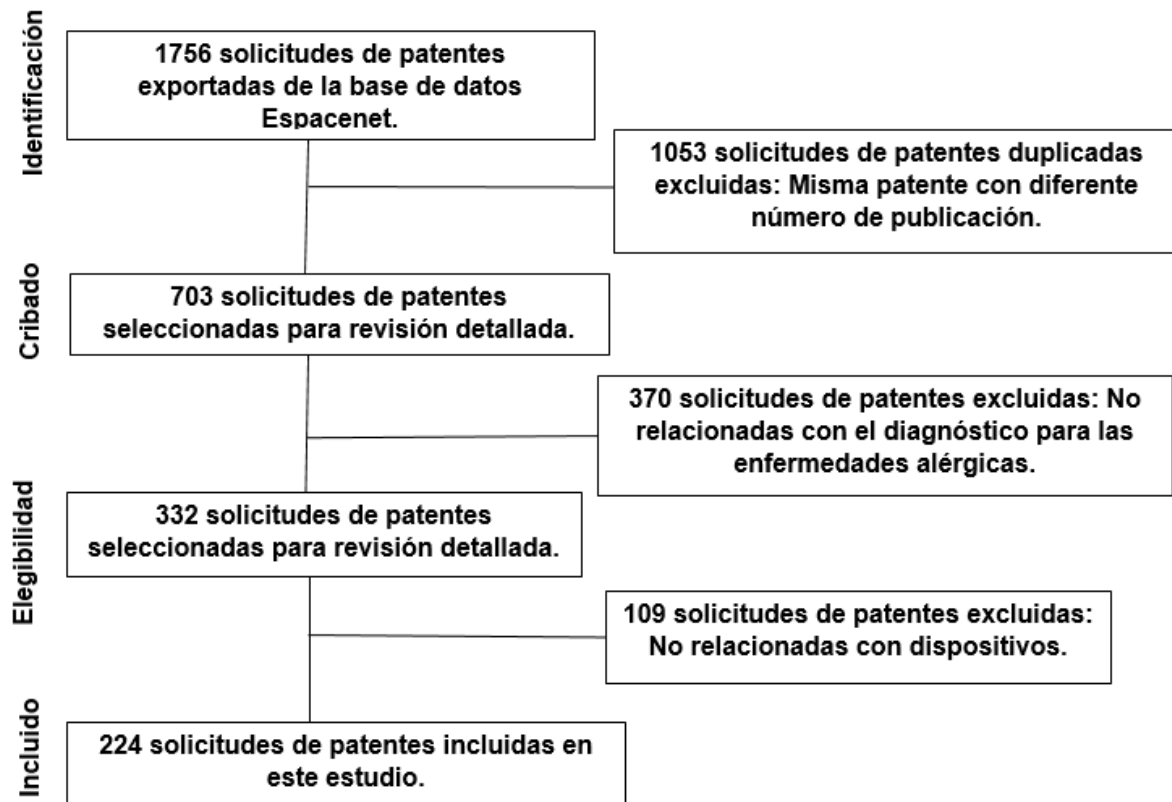 Identificación
1756 solicitudes de patentes
exportadas de la base de datos
Espacenet.
1053 solicitudes de patentes duplicadas
excluidas: Misma patente con diferente
número de publicación.
Cribado
703 solicitudes de patentes
seleccionadas para revisión detallada.
370 solicitudes de patentes excluidas: No
relacionadas con el diagnóstico para las
enfermedades alérgicas.
Elegibilidad
332 solicitudes de patentes
seleccionadas para revisión detallada.
109 solicitudes de patentes excluidas:
No relacionadas con dispositivos.
Incluido
224 solicitudes de patentes incluidas en
este estudio.